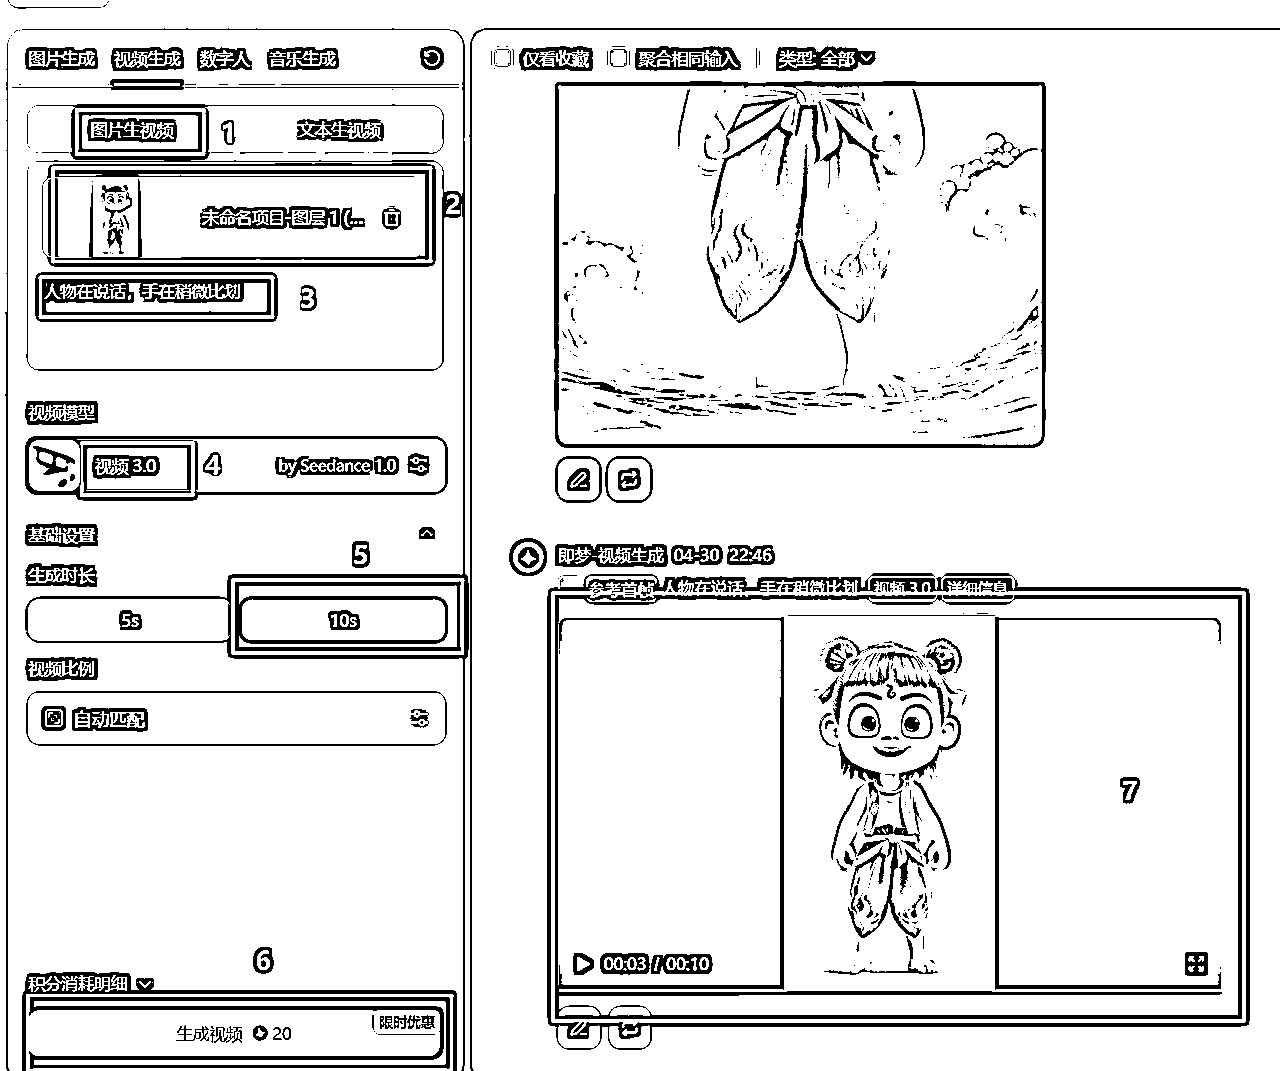 图片生成 视频生成 数字人 音乐生成
图片生视频 1 文本生视频
未命名项目-图层 1 (... 2
人物在说话，手在稍微比划 3
视频模型
视频 3.0 4 by Seedance 1.0
基础设置
5
生成时长
5s 10s
视频比例
自动匹配
6
积分消耗明细
限时优惠
生成视频 20
仅看收藏 聚合相同输入 类型: 全部
即梦-视频生成 04-30 22:46
参考首帧 人物在说话，手在稍微比划 视频 3.0 详细信息
7
00:03 / 00:10